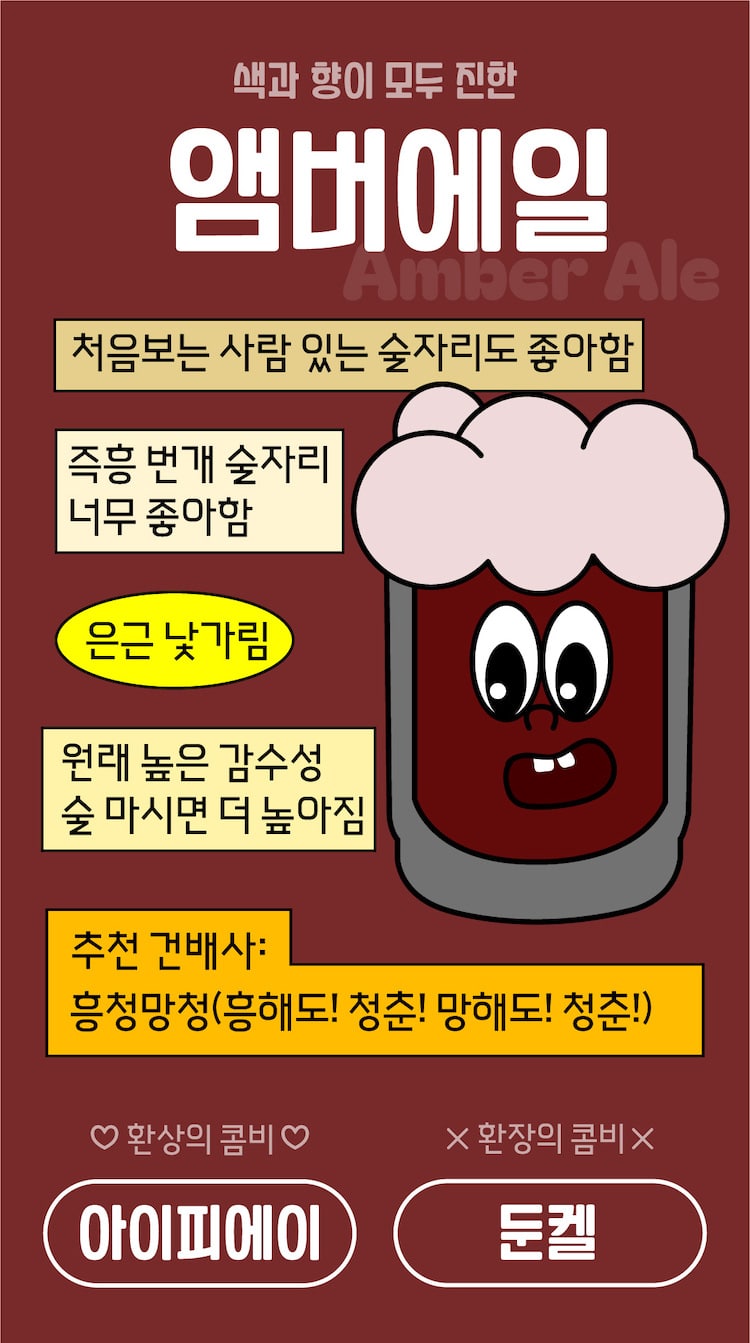 색과 향이 모두 진한
앰버에일
Amber Ale
처음보는 사람 있는 술자리도 좋아함
즉흥 번개 술자리
너무 좋아함
은근 낯가림
원래 높은 감수성
술 마시면 더 높아짐
추천 건배사:
흥청망청(흥해도! 청춘! 망해도! 청춘!)
♡ 환상의 콤비 ♡
× 환장의 콤비 ×
아이피에이
둔켈